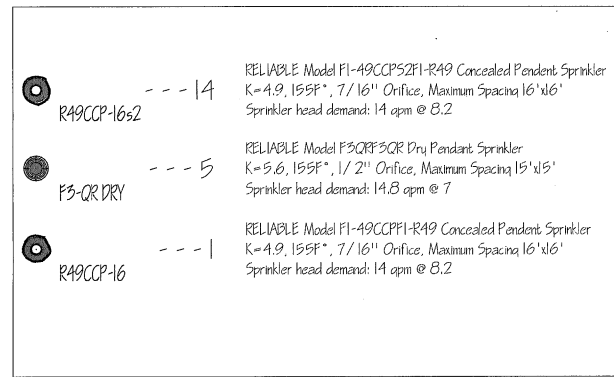 RELIABLE Model F1-49CCPS2F1-R49 Concealed Pendent Sprinkler
- - - 14 K=4.9, 155F°, 7/16" Orifice, Maximum Spacing 16'x16'
R49CCP-16s2 Sprinkler head demand: 14 gpm @ 8.2
RELIABLE Model F3QRF3QR Dry Pendant Sprinkler
- - - 5 K=5.6, 155F°, 1/2" Orifice, Maximum Spacing 15'x15'
F3-QR DRY Sprinkler head demand: 14.8 gpm @ 7
RELIABLE Model F1-49CCPF1-R49 Concealed Pendent Sprinkler
- - - 1 K=4.9, 155F°, 7/16" Orifice, Maximum Spacing 16'x16'
R49CCP-16 Sprinkler head demand: 14 gpm @ 8.2